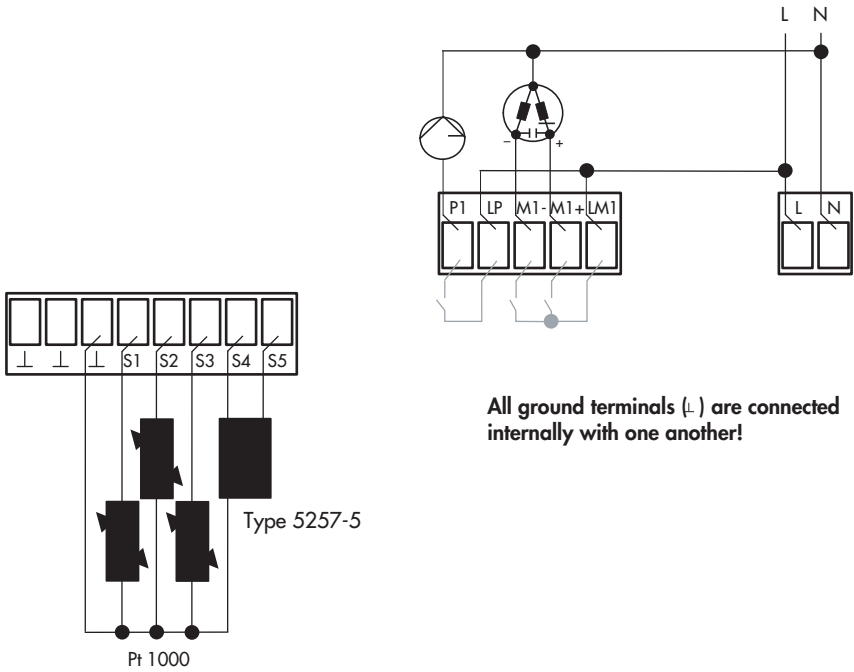 L N
− +
P1 LP M1- M1+ LM1
L N
⊥ ⊥ ⊥ S1 S2 S3 S4 S5
All ground terminals (⊥) are connected
internally with one another!
Type 5257-5
Pt 1000